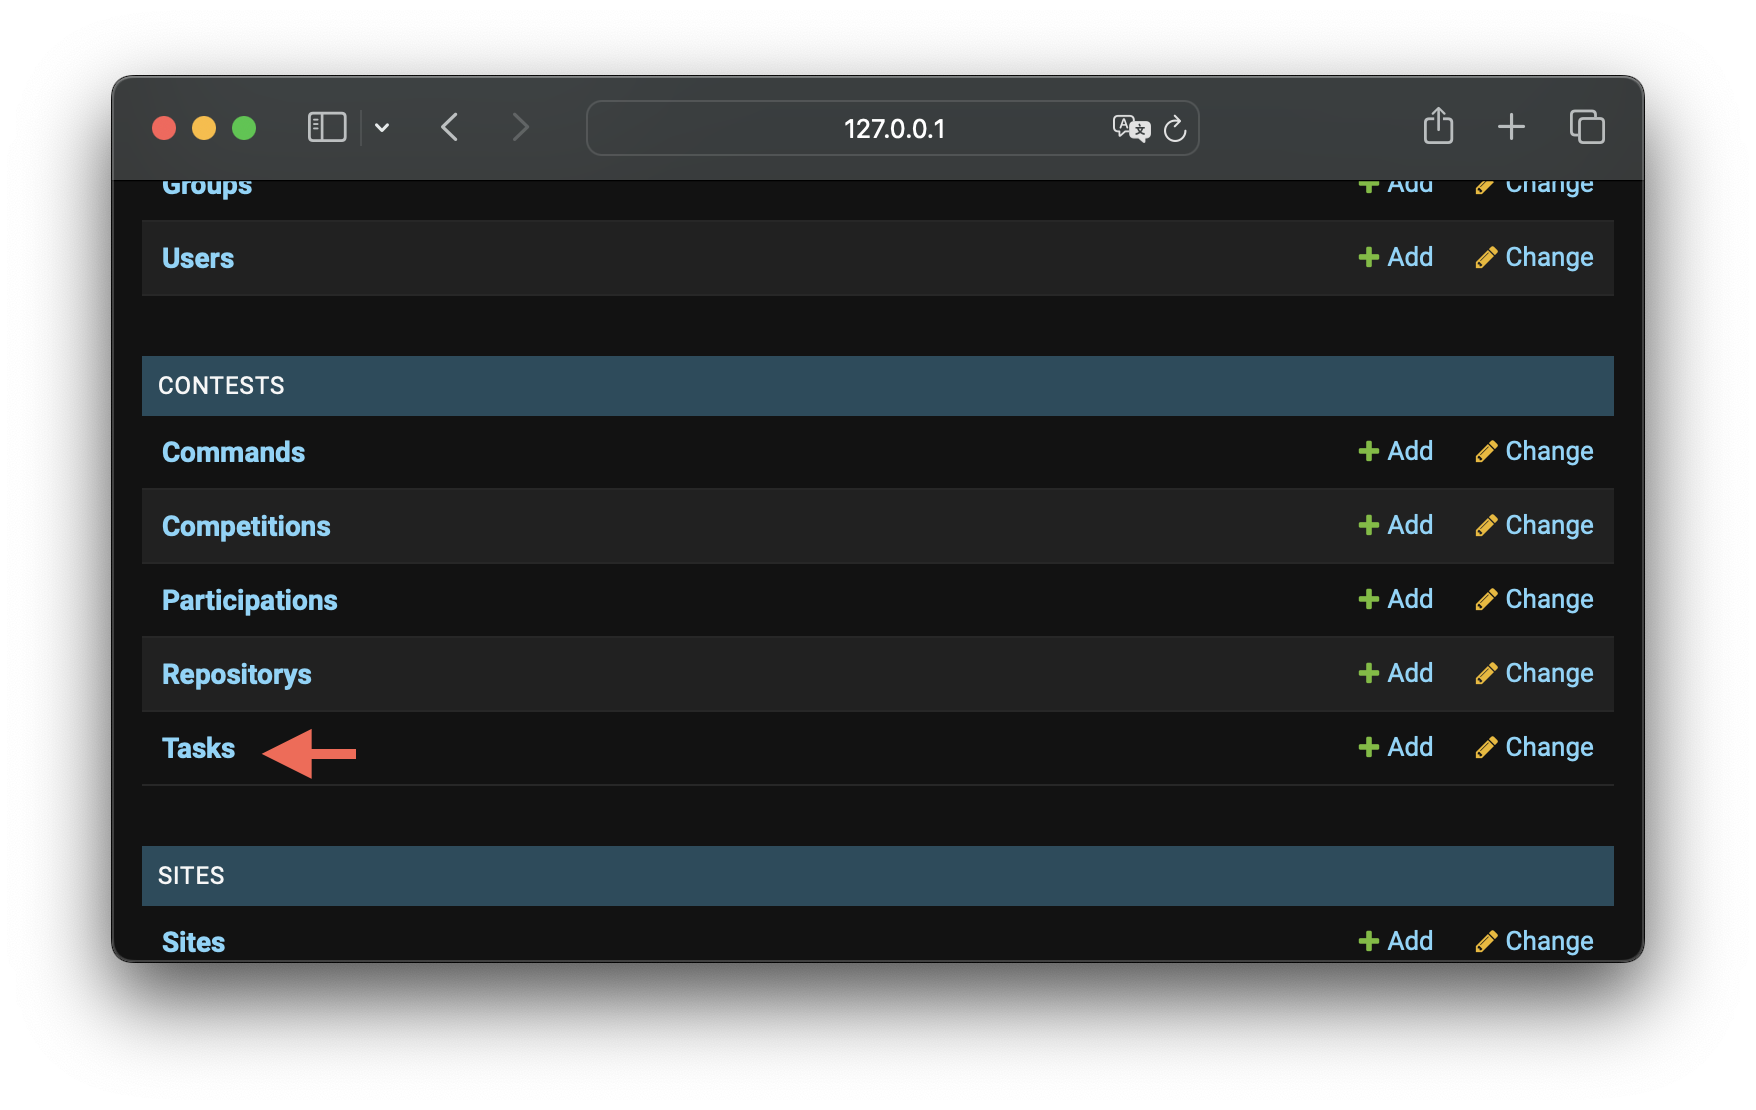 127.0.0.1
Groups Add Change
Users Add Change
CONTESTS
Commands Add Change
Competitions Add Change
Participations Add Change
Repositorys Add Change
Tasks Add Change
SITES
Sites Add Change